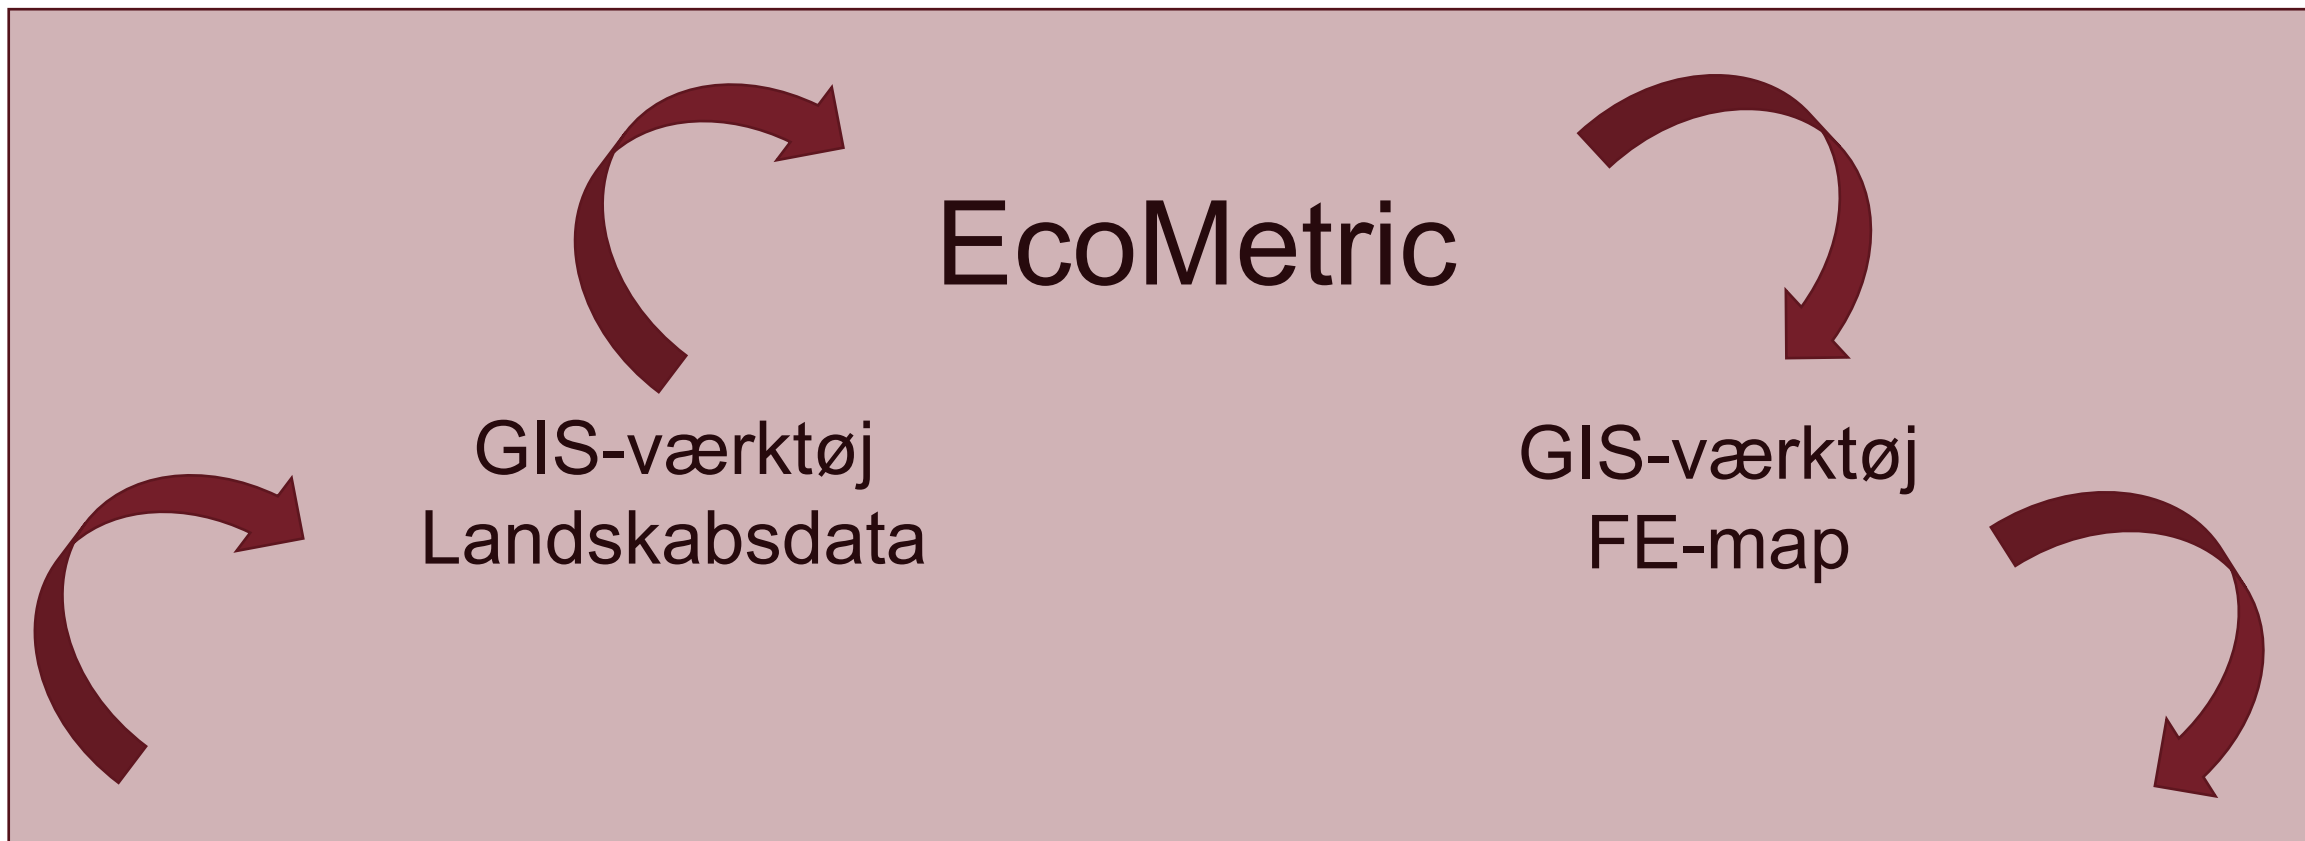 EcoMetric
GIS-værktøj
Landskabsdata
GIS-værktøj
FE-map